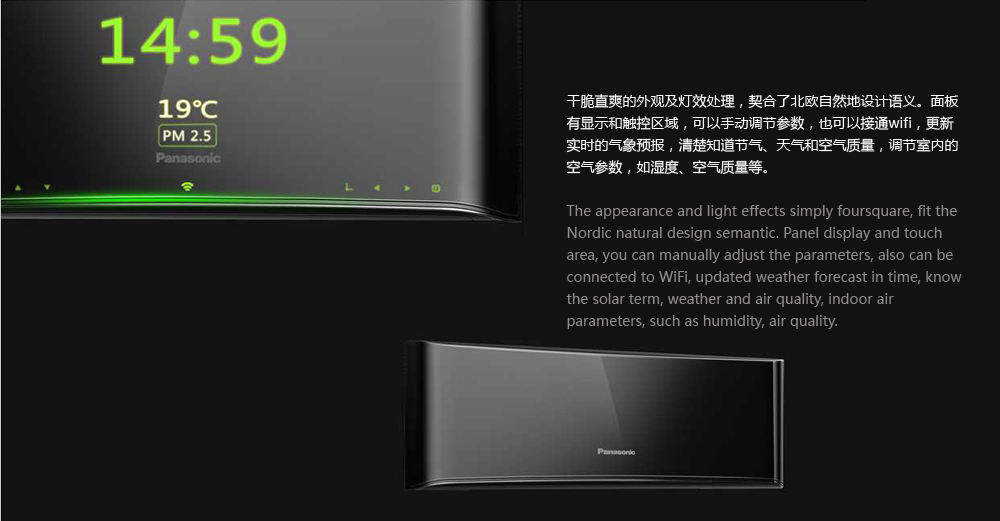 14:59
19℃
PM 2.5
Panasonic
干脆直爽的外观及灯效处理，契合了北欧自然地设计语义。面板
有显示和触控区域，可以手动调节参数，也可以接通wifi，更新
实时的气象预报，清楚知道节气、天气和空气质量，调节室内的
空气参数，如湿度、空气质量等。
The appearance and light effects simply foursquare, fit the
Nordic natural design semantic. Panel display and touch
area, you can manually adjust the parameters, also can be
connected to WiFi, updated weather forecast in time, know
the solar term, weather and air quality, indoor air
parameters, such as humidity, air quality.
Panasonic